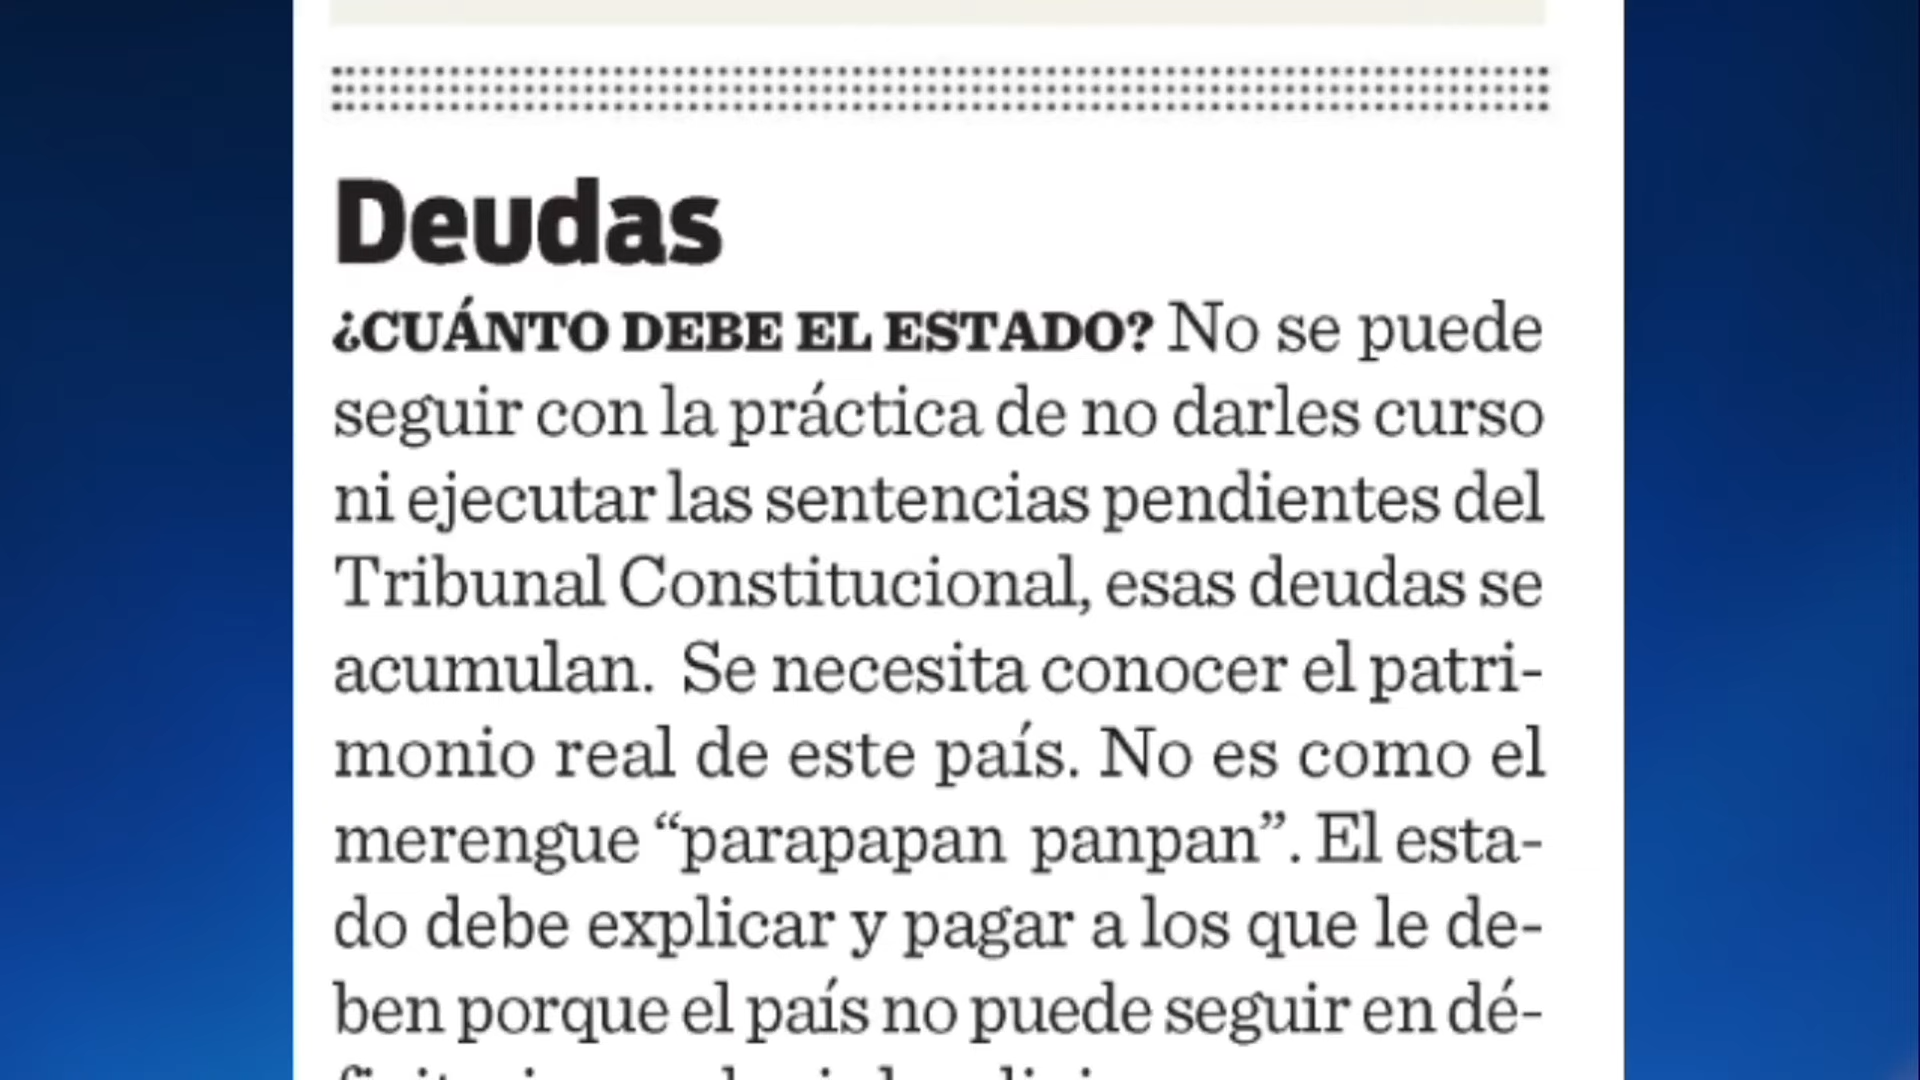 Deudas
¿CUÁNTO DEBE EL ESTADO? No se puede
seguir con la práctica de no darles curso
ni ejecutar las sentencias pendientes del
Tribunal Constitucional, esas deudas se
acumulan. Se necesita conocer el patri-
monio real de este país. No es como el
merengue “parapapan panpan”. El esta-
do debe explicar y pagar a los que le de-
ben porque el país no puede seguir en dé-